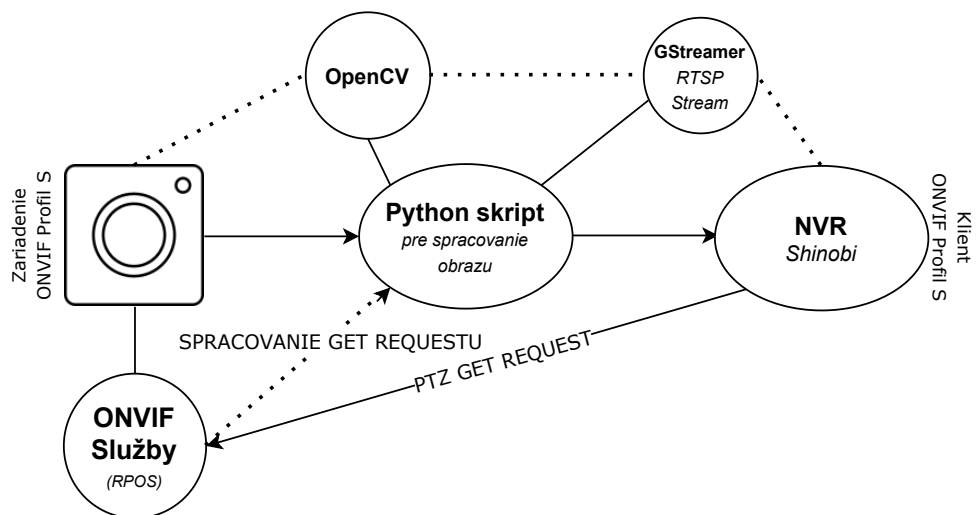 OpenCV
GStreamer
RTSP
Stream
Zariadenie
ONVIF Profil S
Python skript
pre spracovanie
obrazu
NVR
Shinobi
Klient
ONVIF Profil S
SPRACOVANIE GET REQUESTU
PTZ GET REQUEST
ONVIF
Služby
(RPOS)